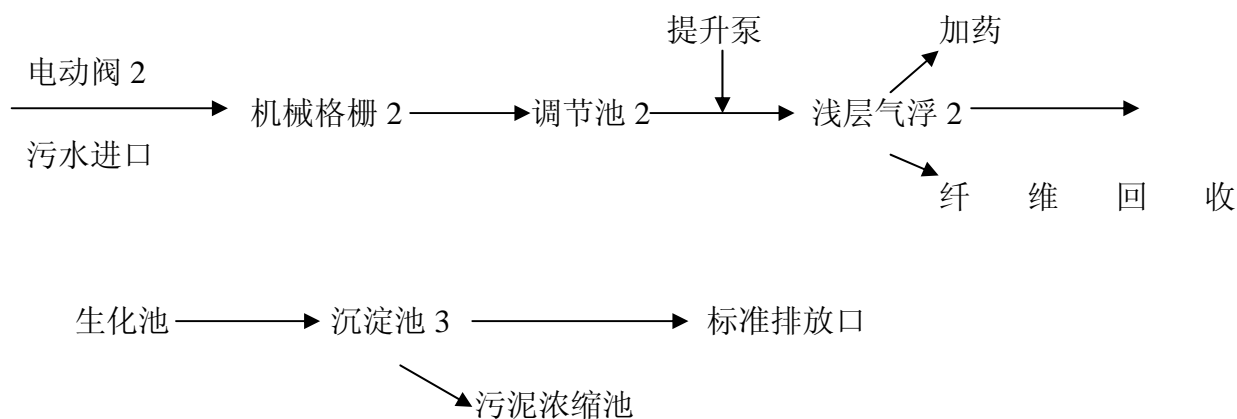 提升泵
加药
电动阀 2
机械格栅 2
调节池 2
浅层气浮 2
污水进口
纤 维 回 收
生化池
沉淀池 3
标准排放口
污泥浓缩池